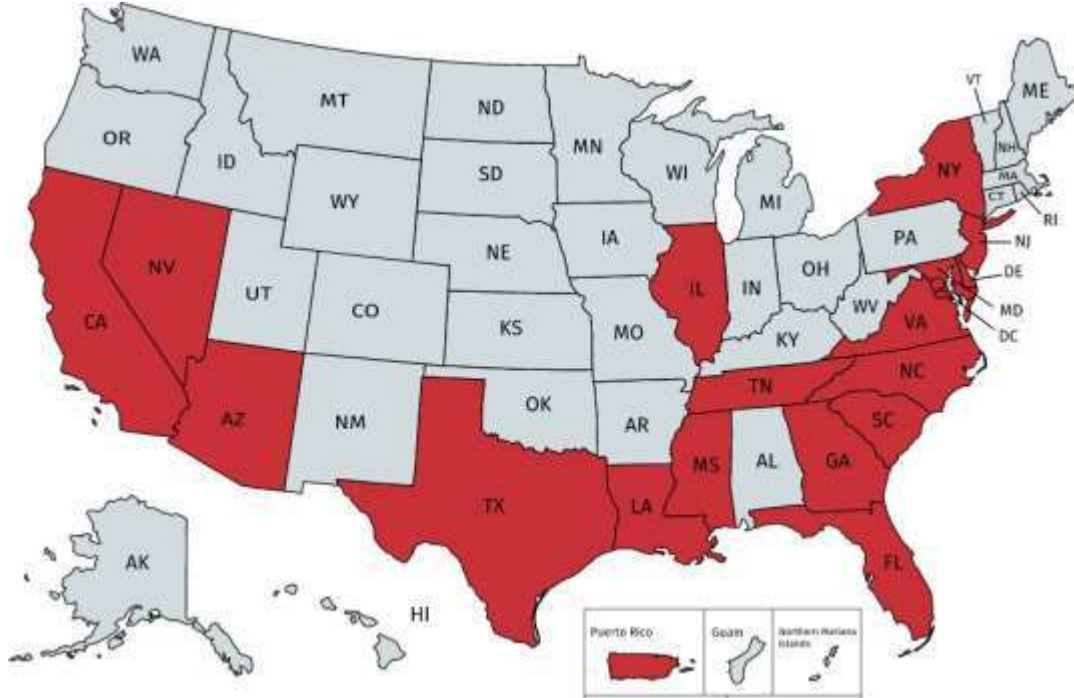 WA
MT
ND
MN
VT
ME
OR
ID
SD
WI
NH
NY
MA
WY
MI
CT
RI
IA
PA
NJ
NE
NV
OH
DE
UT
IL
IN
CO
WV
MD
CA
KS
MO
VA
DC
KY
NC
TN
AZ
OK
NM
AR
SC
MS
AL
GA
TX
LA
AK
FL
HI
Puerto Rico
Guam
Northern Mariana
Islands